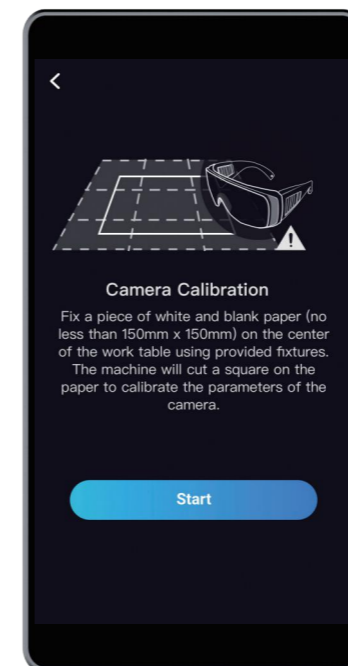 Camera Calibration
Fix a piece of white and blank paper (no
less than 150mm x 150mm) on the center
of the work table using provided fixtures.
The machine will cut a square on the
paper to calibrate the parameters of the
camera.
Start